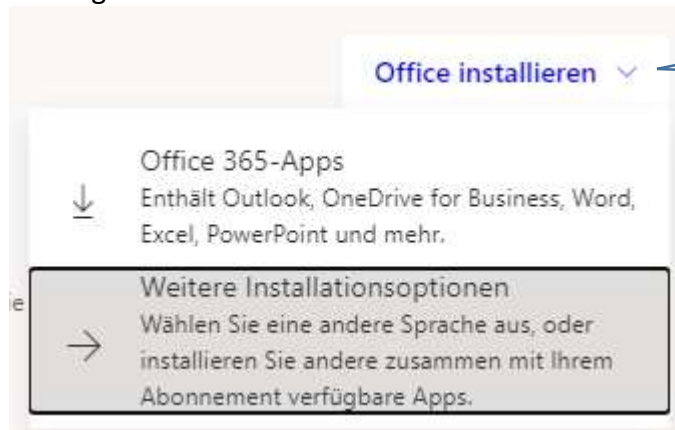 Office installieren
Office 365-Apps
Enthält Outlook, OneDrive for Business, Word,
Excel, PowerPoint und mehr.
Weitere Installationsoptionen
Wählen Sie eine andere Sprache aus, oder
installieren Sie andere zusammen mit Ihrem
Abonnement verfügbare Apps.